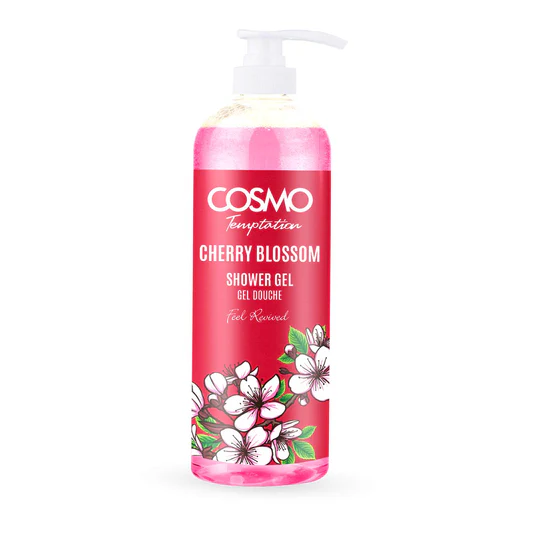 COSMO
Temptation
CHERRY BLOSSOM
SHOWER GEL
GEL DOUCHE
Feel Revived